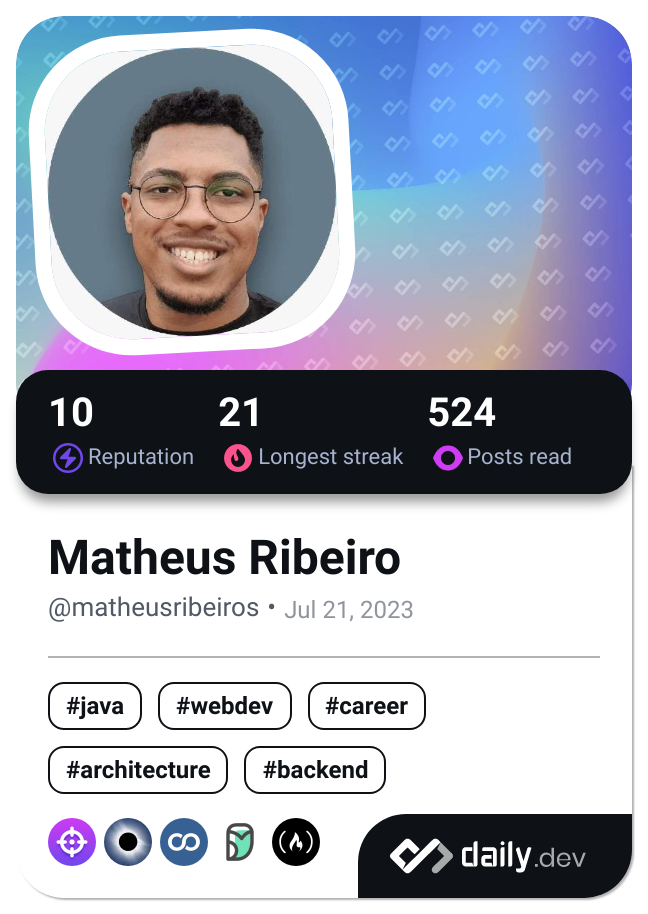 10 21 524
Reputation Longest streak Posts read
Matheus Ribeiro
@matheusribeiros • Jul 21, 2023
#java #webdev #career
#architecture #backend
daily.dev